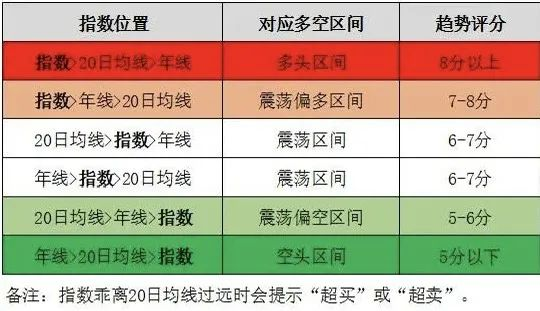 指数位置 对应多空区间 趋势评分
指数>20日均线>年线 多头区间 8分以上
指数>年线>20日均线 震荡偏多区间 7-8分
20日均线>指数>年线 震荡区间 6-7分
年线>指数>20日均线 震荡区间 6-7分
20日均线>年线>指数 震荡偏空区间 5-6分
年线>20日均线>指数 空头区间 5分以下
备注：指数乖离20日均线过远时会提示“超买”或“超卖”。